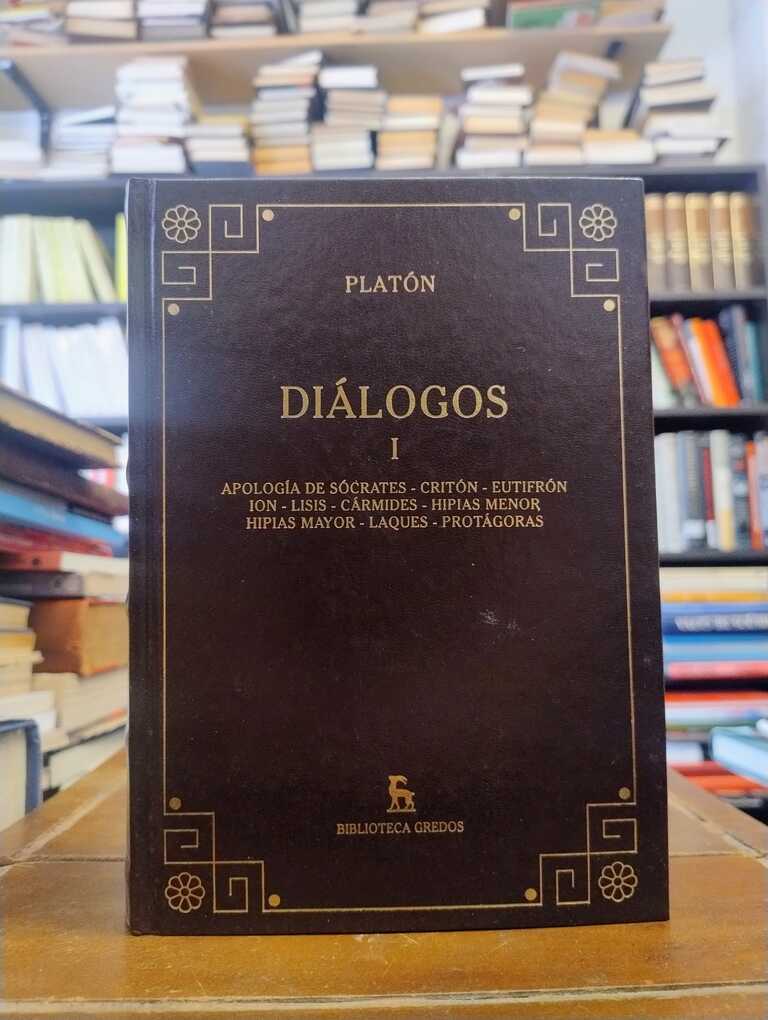 PLATÓN
DIÁLOGOS
I
APOLOGÍA DE SÓCRATES - CRITÓN - EUTIFRÓN
ION - LISIS - CÁRMIDES - HIPIAS MENOR
HIPIAS MAYOR - LAQUES - PROTÁGORAS
BIBLIOTECA GREDOS